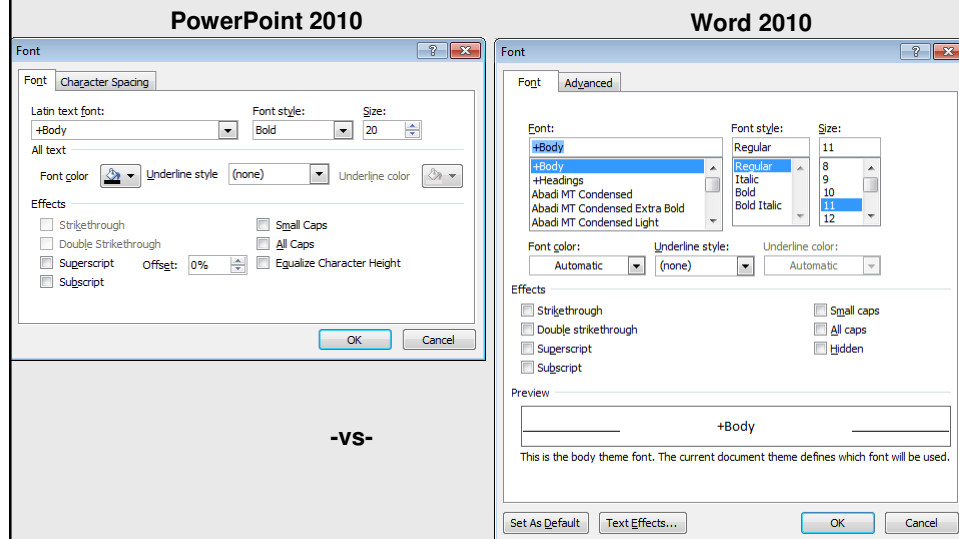 PowerPoint 2010
Font
Font Character Spacing
Latin text font: Font style: Size:
+Body Bold 20
All text
Font color Underline style (none) Underline color
Effects
Strikethrough Small Caps
Double Strikethrough All Caps
Superscript Offset: 0% Equalize Character Height
Subscript
OK Cancel
-vs-
Word 2010
Font
Font Advanced
Font: Font style: Size:
+Body Regular 11
+Body Regular 8
+Headings Italic 9
Abadi MT Condensed Bold 10
Abadi MT Condensed Extra Bold Bold Italic 11
Abadi MT Condensed Light 12
Font color: Underline style: Underline color:
Automatic (none) Automatic
Effects
Strikethrough Small caps
Double strikethrough All caps
Superscript Hidden
Subscript
Preview
+Body
This is the body theme font. The current document theme defines which font will be used.
Set As Default Text Effects... OK Cancel